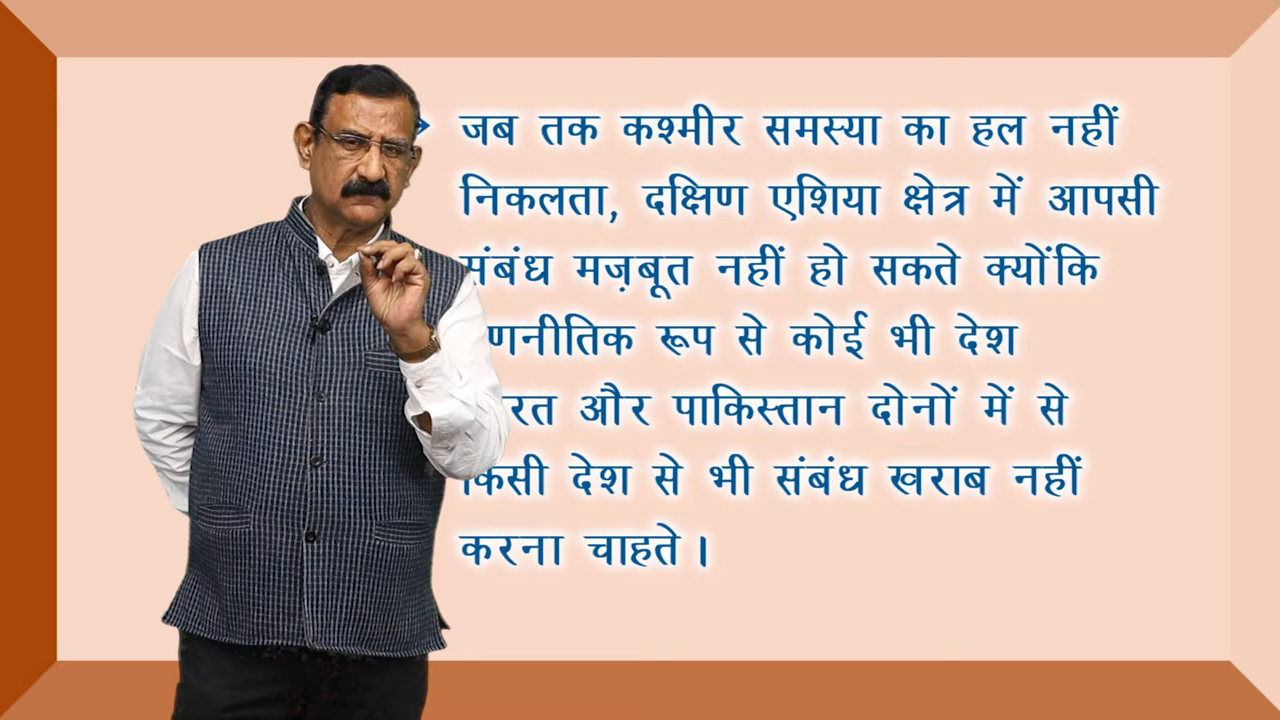 जब तक कश्मीर समस्या का हल नहीं
निकलता, दक्षिण एशिया क्षेत्र में आपसी
संबंध मज़बूत नहीं हो सकते क्योंकि
रूप से कोई भी देश
और पाकिस्तान दोनों में से
किसी देश से भी संबंध खराब नहीं
करना चाहते।